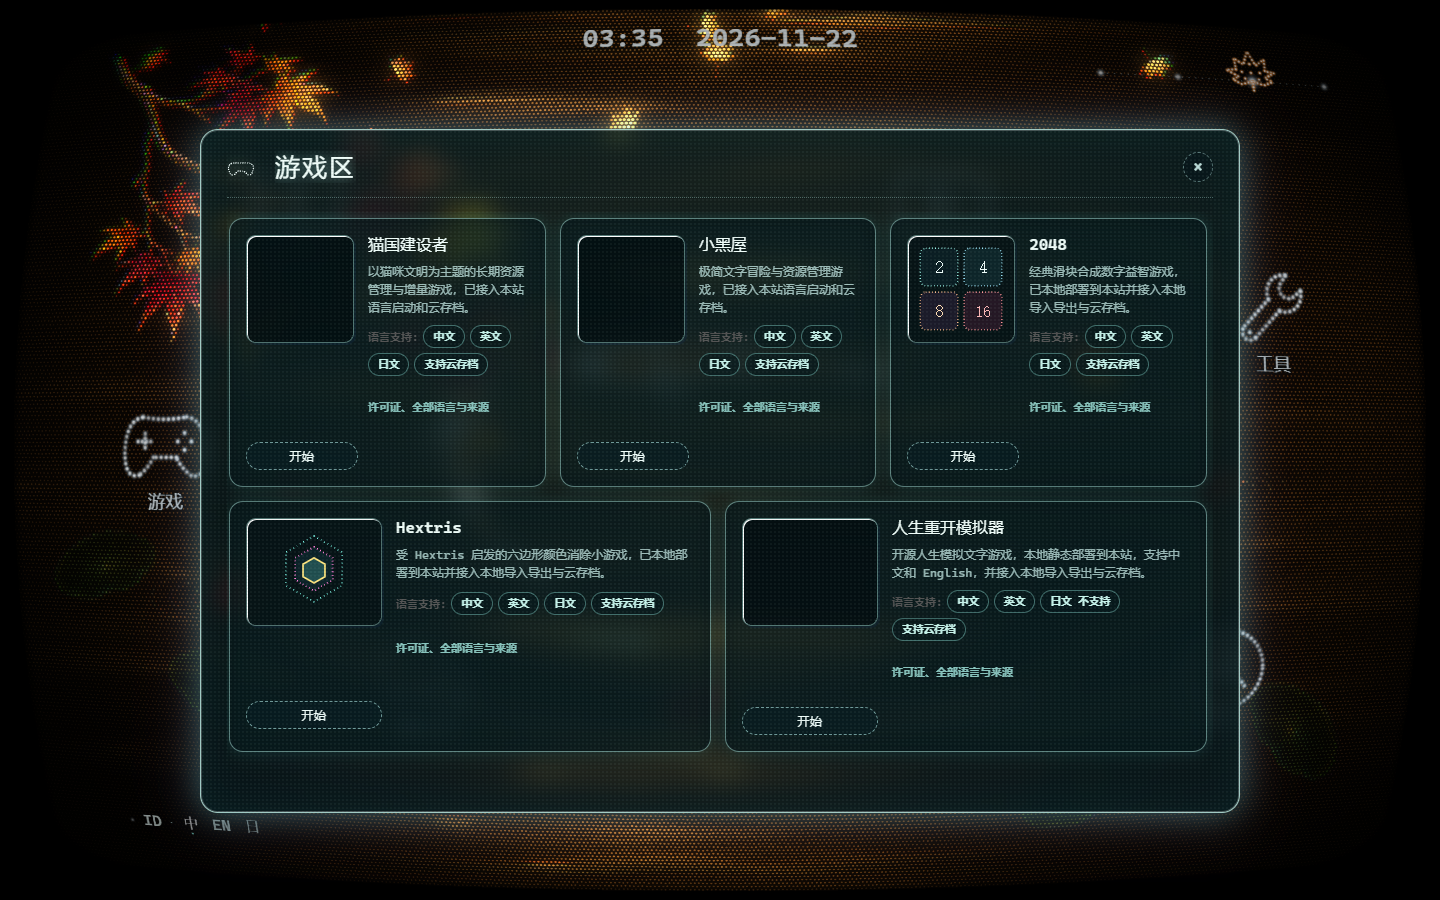 03:35 2026-11-22
游戏区
×
猫国建设者
以猫咪文明为主题的长期资源
管理与增量游戏，已接入本站
语言启动和云存档。
语言支持: 中文 英文
日文 支持云存档
许可证、全部语言与来源
开始
小黑屋
极简文字冒险与资源管理游
戏，已接入本站语言启动和云
存档。
语言支持: 中文 英文
日文 支持云存档
许可证、全部语言与来源
开始
2 4
8 16
2048
经典滑块合成数字益智游戏，
已本地部署到本站并接入本地
导入导出与云存档。
语言支持: 中文 英文
日文 支持云存档
许可证、全部语言与来源
开始
Hextris
受 Hextris 启发的六边形颜色消除小游戏，已本地部
署到本站并接入本地导入导出与云存档。
语言支持: 中文 英文 日文 支持云存档
许可证、全部语言与来源
开始
人生重开模拟器
开源人生模拟文字游戏，本地静态部署到本站，支持中
文和 English，并接入本地导入导出与云存档。
语言支持: 中文 英文 日文 不支持
支持云存档
许可证、全部语言与来源
开始
游戏
工具
· ID · 中 EN 日